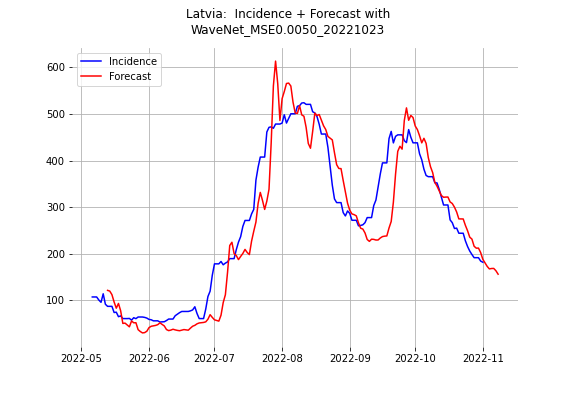 Latvia:  Incidence + Forecast with
WaveNet_MSE0.0050_20221023
Incidence
Forecast
600
500
400
300
200
100
2022-05 2022-06 2022-07 2022-08 2022-09 2022-10 2022-11